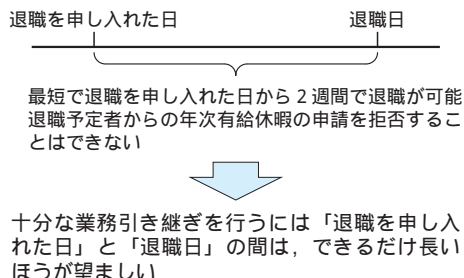 退職を申し入れた日 退職日
最短で退職を申し入れた日から2週間で退職が可能
退職予定者からの年次有給休暇の申請を拒否するこ
とはできない
十分な業務引き継ぎを行うには「退職を申し入
れた日」と「退職日」の間は，できるだけ長い
ほうが望ましい